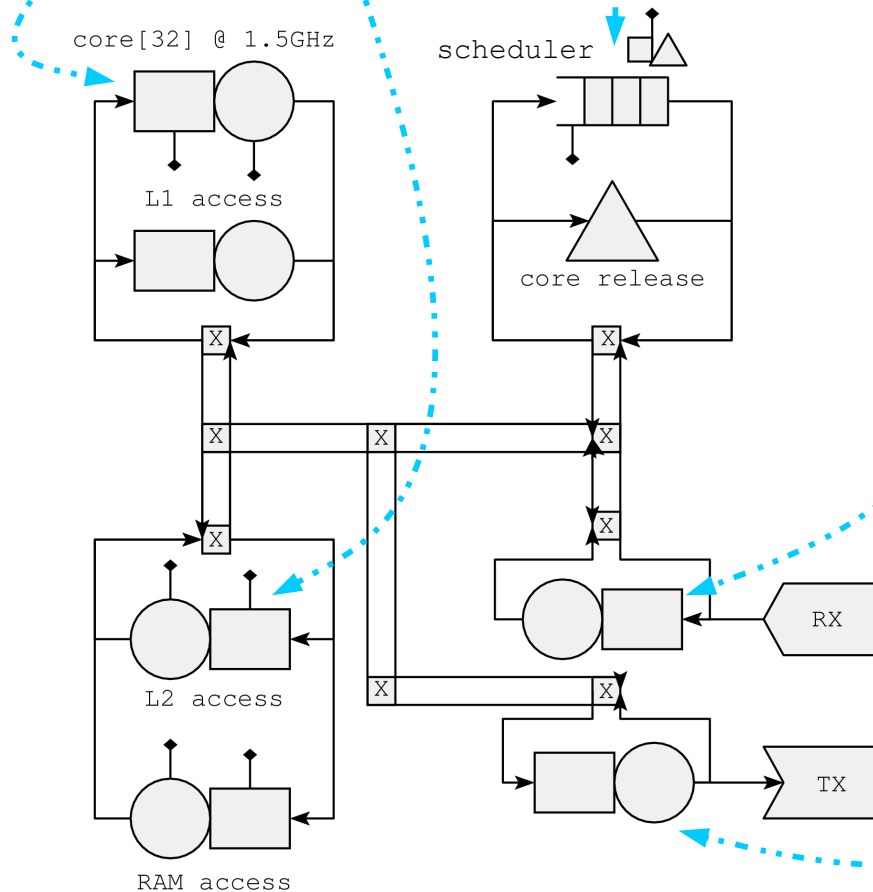 core[32] @ 1.5GHz
scheduler
L1 access
core release
X
X
X
X
X
X
X
RX
L2 access
X
X
TX
RAM access